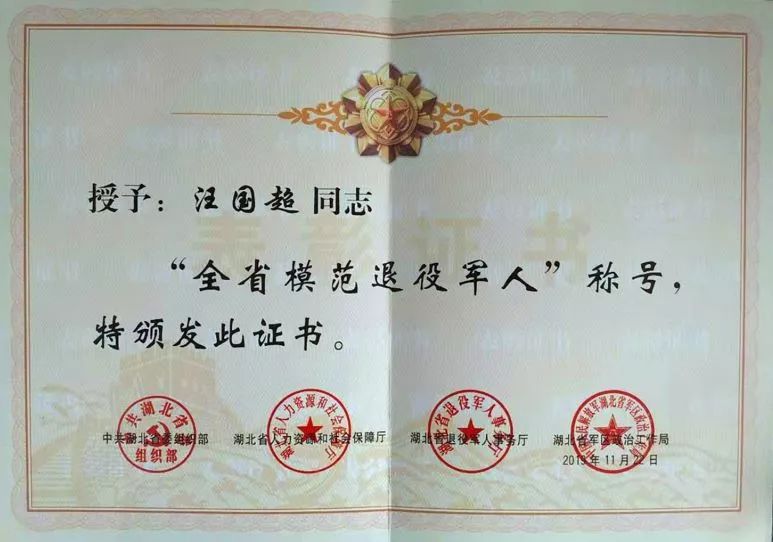 授予：汪国超 同志
“全省模范退役军人”称号，
特颁发此证书。
中共湖北省委组织部 湖北省人力资源和社会保障厅 湖北省退役军人事务厅 湖北省军区政治工作局
2019年11月22日